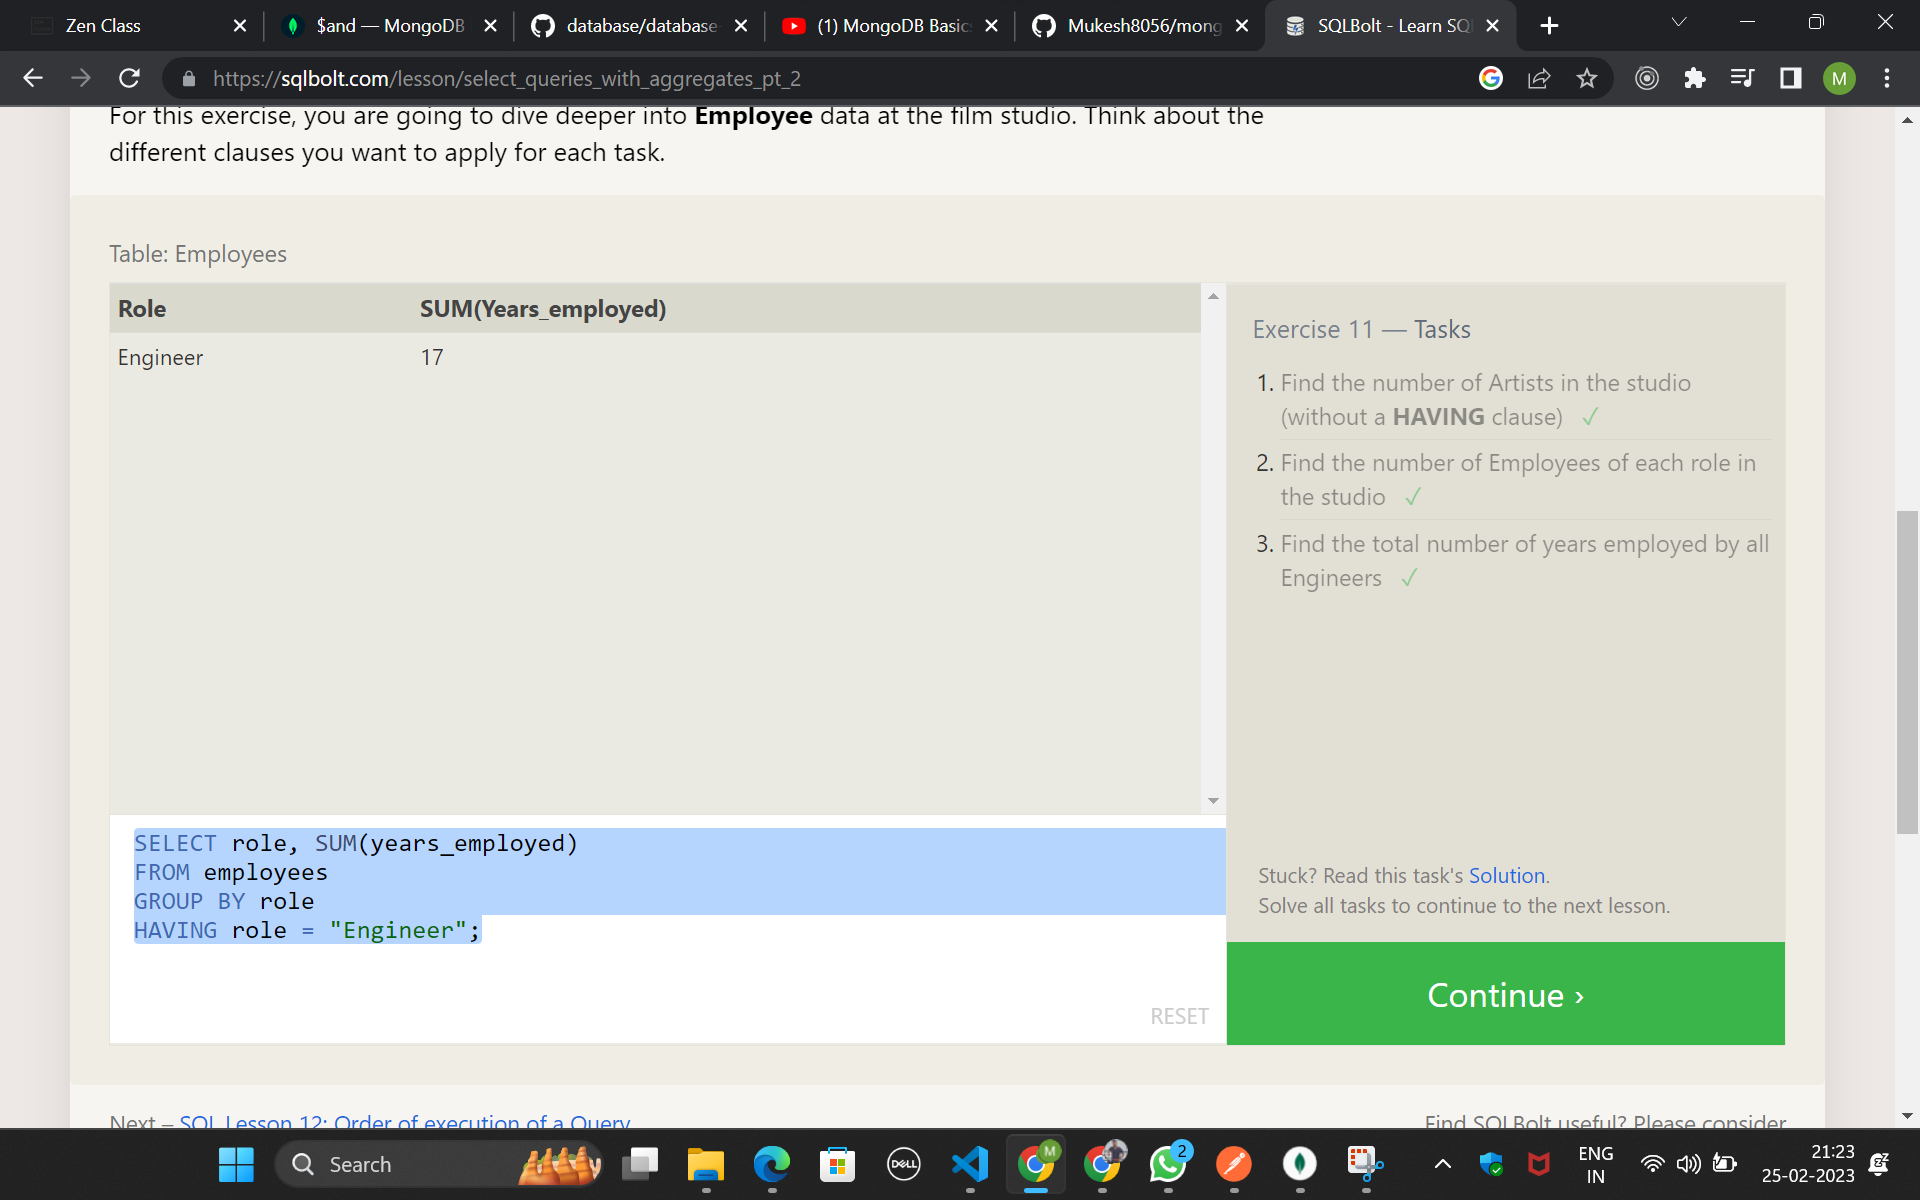 Zen Class
$and — MongoDB
database/database-
(1) MongoDB Basic
Mukesh8056/mong
SQLBolt - Learn SQ
https://sqlbolt.com/lesson/select_queries_with_aggregates_pt_2
M
For this exercise, you are going to dive deeper into Employee data at the film studio. Think about the
different clauses you want to apply for each task.
Table: Employees
Role SUM(Years_employed)
Engineer 17
Exercise 11 — Tasks
1. Find the number of Artists in the studio
(without a HAVING clause) ✓
2. Find the number of Employees of each role in
the studio ✓
3. Find the total number of years employed by all
Engineers ✓
SELECT role, SUM(years_employed)
FROM employees
GROUP BY role
HAVING role = "Engineer";
RESET
Stuck? Read this task's Solution.
Solve all tasks to continue to the next lesson.
Continue ›
Next – SQL Lesson 12: Order of execution of a Query
Find SQLBolt useful? Please consider
Search
DELL
M
2
ENG
IN
21:23
25-02-2023